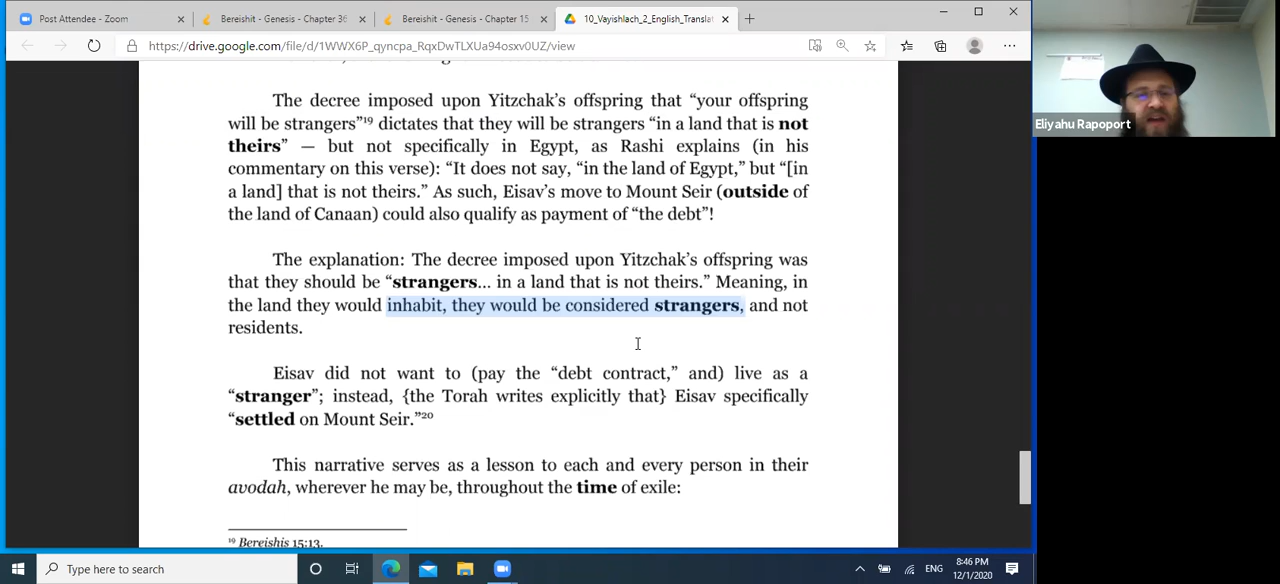 Post Attendee - Zoom
Bereishit - Genesis - Chapter 36
Bereishit - Genesis - Chapter 15
10_Vayishlach_2_English_Translat
https://drive.google.com/file/d/1WWX6P_qyncpa_RqxDwTLXUa94osxv0UZ/view
The decree imposed upon Yitzchak's offspring that "your offspring
will be strangers"19 dictates that they will be strangers "in a land that is not
theirs" — but not specifically in Egypt, as Rashi explains (in his
commentary on this verse): "It does not say, "in the land of Egypt," but "[in
a land] that is not theirs." As such, Eisav's move to Mount Seir (outside of
the land of Canaan) could also qualify as payment of "the debt"!
The explanation: The decree imposed upon Yitzchak's offspring was
that they should be "strangers... in a land that is not theirs." Meaning, in
the land they would inhabit, they would be considered strangers, and not
residents.
Eisav did not want to (pay the "debt contract," and) live as a
"stranger"; instead, {the Torah writes explicitly that} Eisav specifically
"settled on Mount Seir."20
This narrative serves as a lesson to each and every person in their
avodah, wherever he may be, throughout the time of exile:
19 Bereishis 15:13.
Eliyahu Rapoport
Type here to search
ENG
8:46 PM
12/1/2020